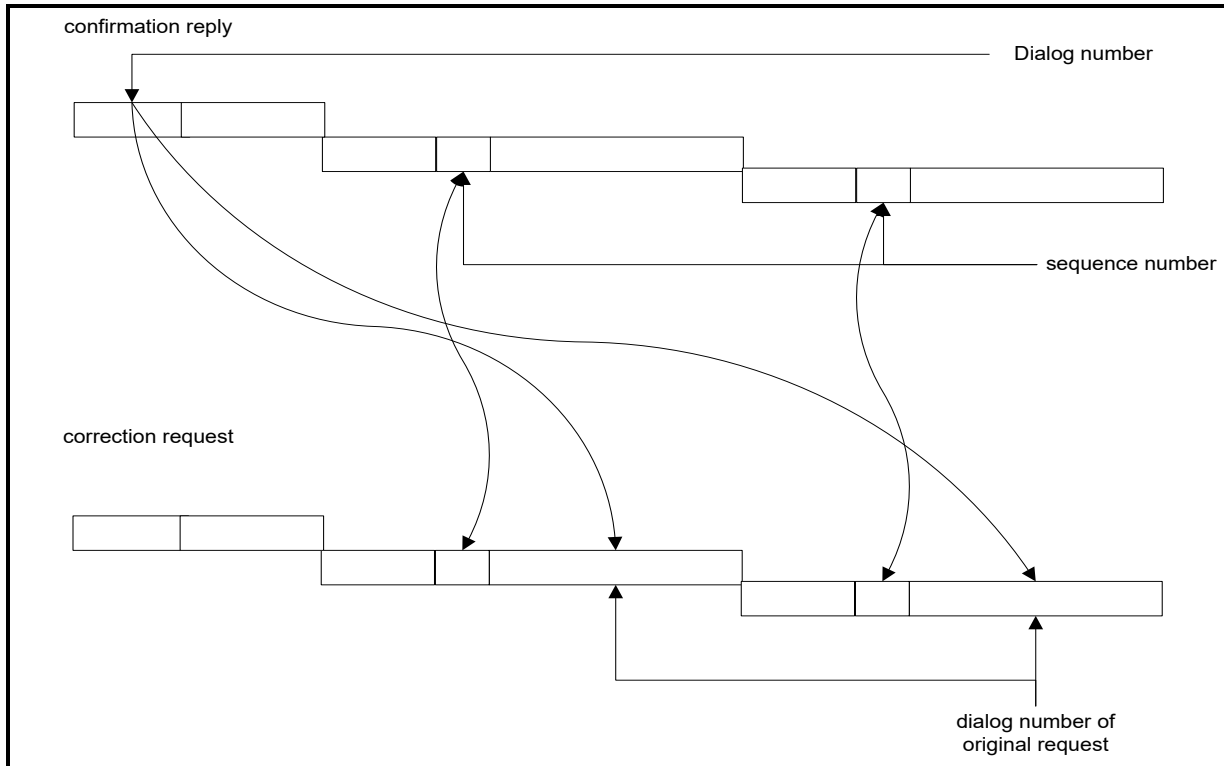 confirmation reply
Dialog number
sequence number
correction request
dialog number of
original request